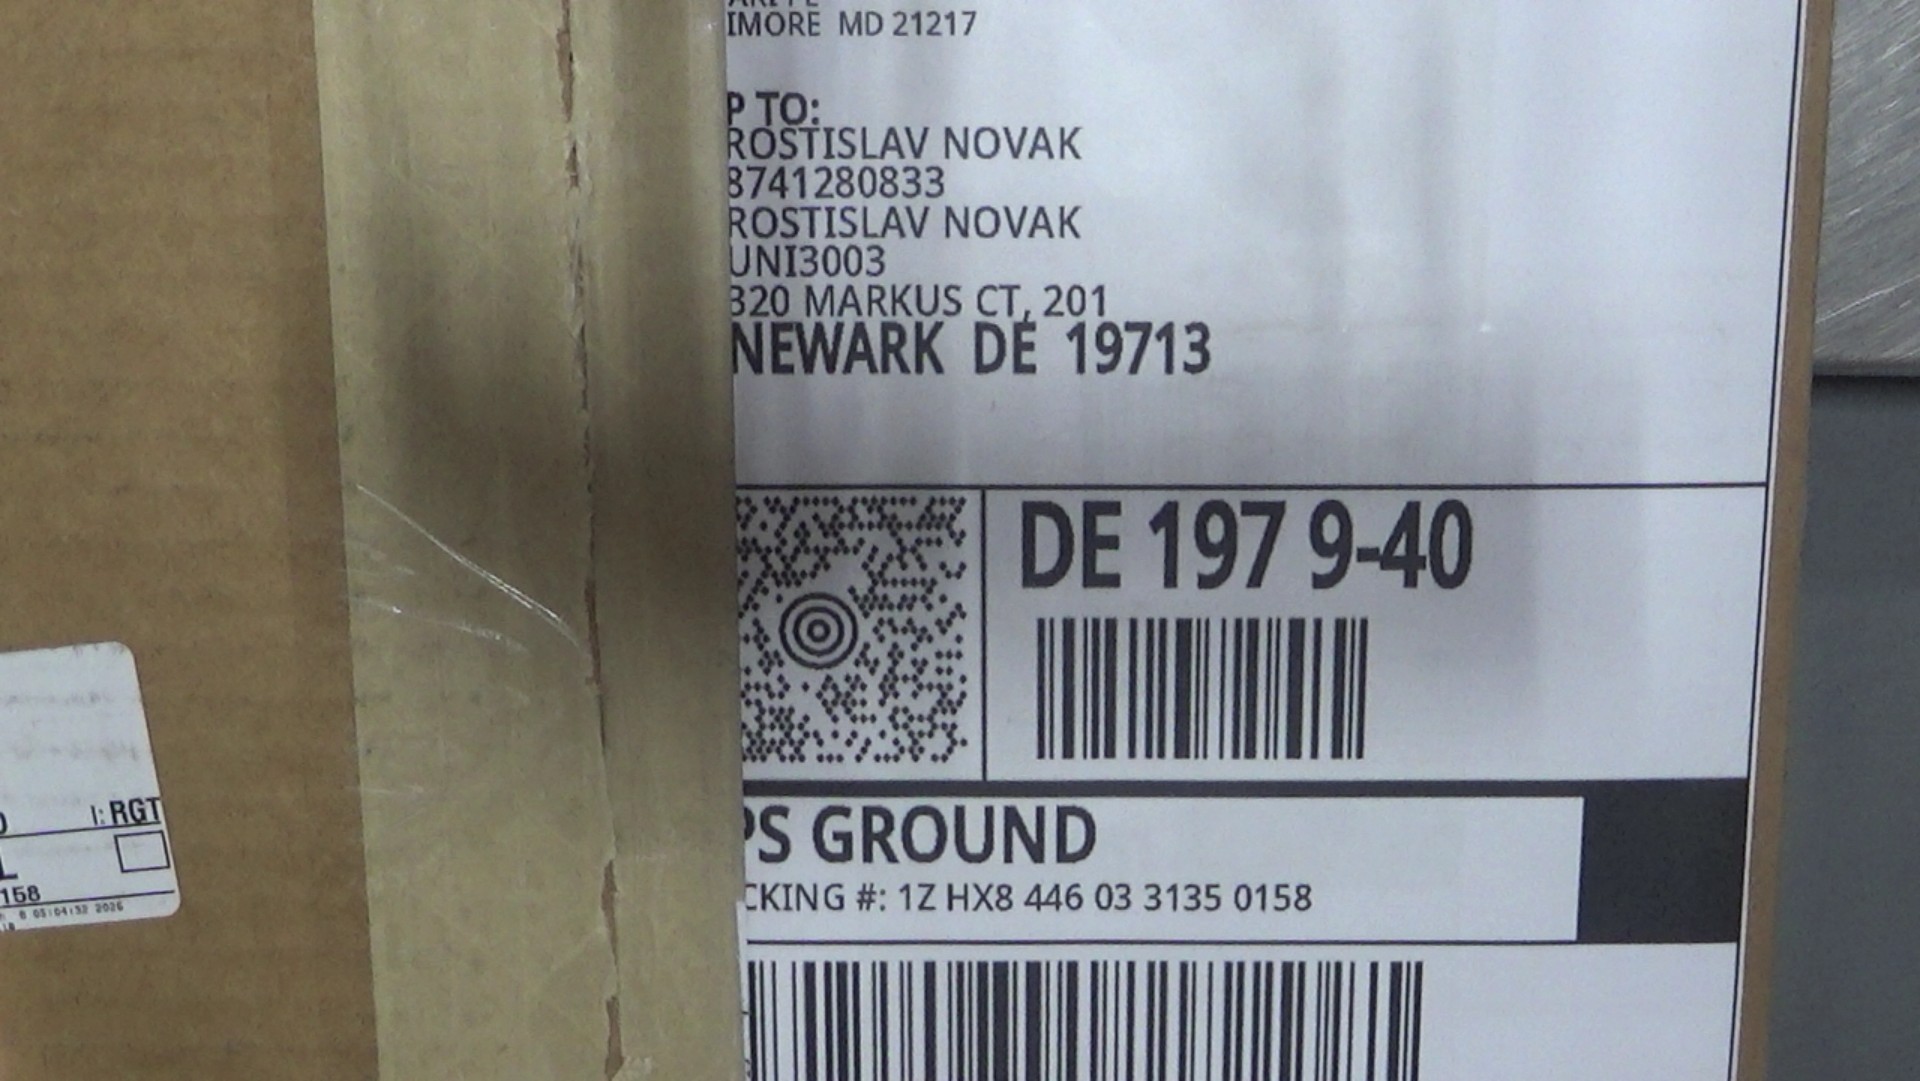 IMORE MD 21217
P TO:
ROSTISLAV NOVAK
8741280833
ROSTISLAV NOVAK
UNI3003
320 MARKUS CT, 201
NEWARK DE 19713
DE 197 9-40
PS GROUND
CKING #: 1Z HX8 446 03 3135 0158
I: RGT
L
158